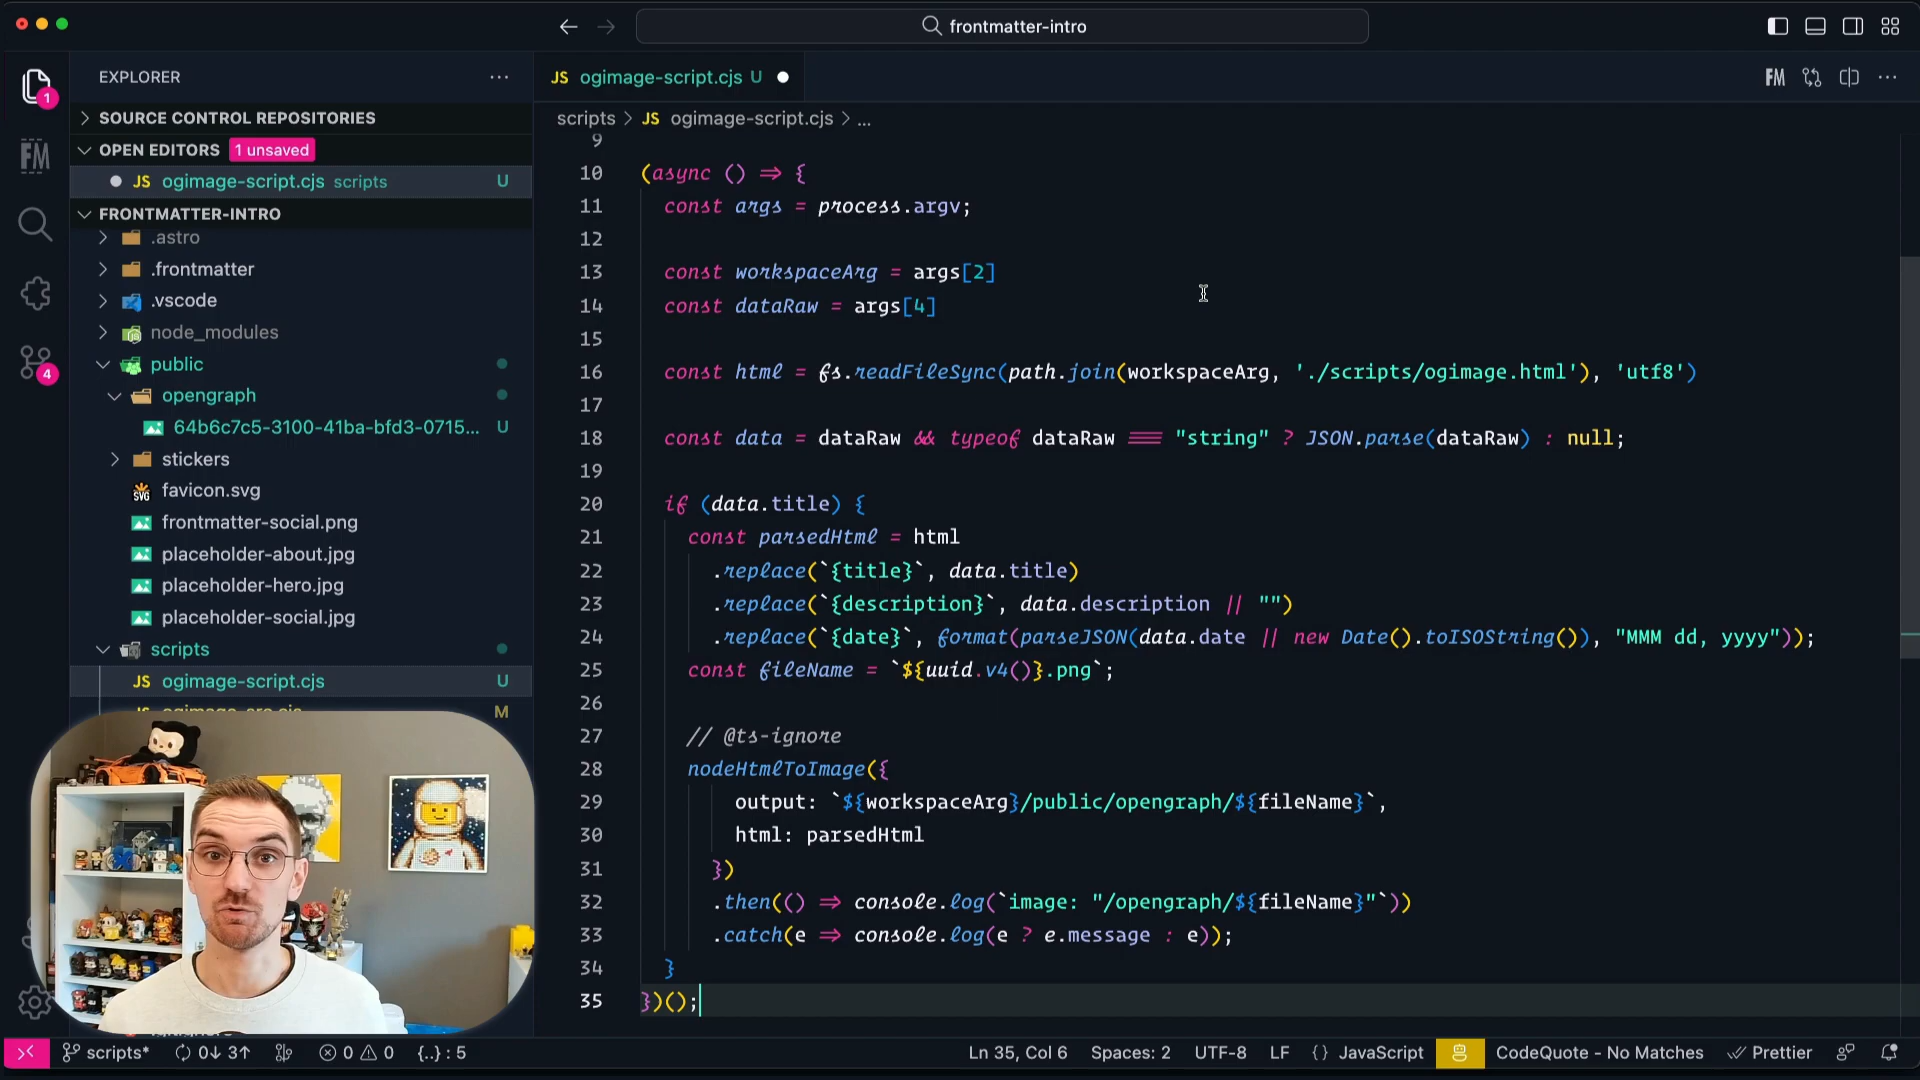 frontmatter-intro
EXPLORER
SOURCE CONTROL REPOSITORIES
OPEN EDITORS 1 unsaved
JS ogimage-script.cjs scripts U
FRONTMATTER-INTRO
.astro
.frontmatter
.vscode
node_modules
public
opengraph
64b6c7c5-3100-41ba-bfd3-0715... U
stickers
favicon.svg
frontmatter-social.png
placeholder-about.jpg
placeholder-hero.jpg
placeholder-social.jpg
scripts
JS ogimage-script.cjs U
M
1
FM
4
JS ogimage-script.cjs U
FM
scripts > JS ogimage-script.cjs > ...
9
10 (async () => {
11 const args = process.argv;
12
13 const workspaceArg = args[2]
14 const dataRaw = args[4]
15
16 const html = fs.readFileSync(path.join(workspaceArg, './scripts/ogimage.html'), 'utf8')
17
18 const data = dataRaw && typeof dataRaw === "string" ? JSON.parse(dataRaw) : null;
19
20 if (data.title) {
21 const parsedHtml = html
22 .replace(`{title}`, data.title)
23 .replace(`{description}`, data.description || "")
24 .replace(`{date}`, format(parseJSON(data.date || new Date().toISOString()), "MMM dd, yyyy"));
25 const fileName = `${uuid.v4()}.png`;
26
27 // @ts-ignore
28 nodeHtmlToImage({
29 output: `${workspaceArg}/public/opengraph/${fileName}`,
30 html: parsedHtml
31 })
32 .then(() => console.log(`image: "/opengraph/${fileName}"`))
33 .catch(e => console.log(e ? e.message : e));
34 }
35 })();
scripts* 0↓ 3↑ 0 0 {..} : 5 Ln 35, Col 6 Spaces: 2 UTF-8 LF {} JavaScript CodeQuote - No Matches Prettier